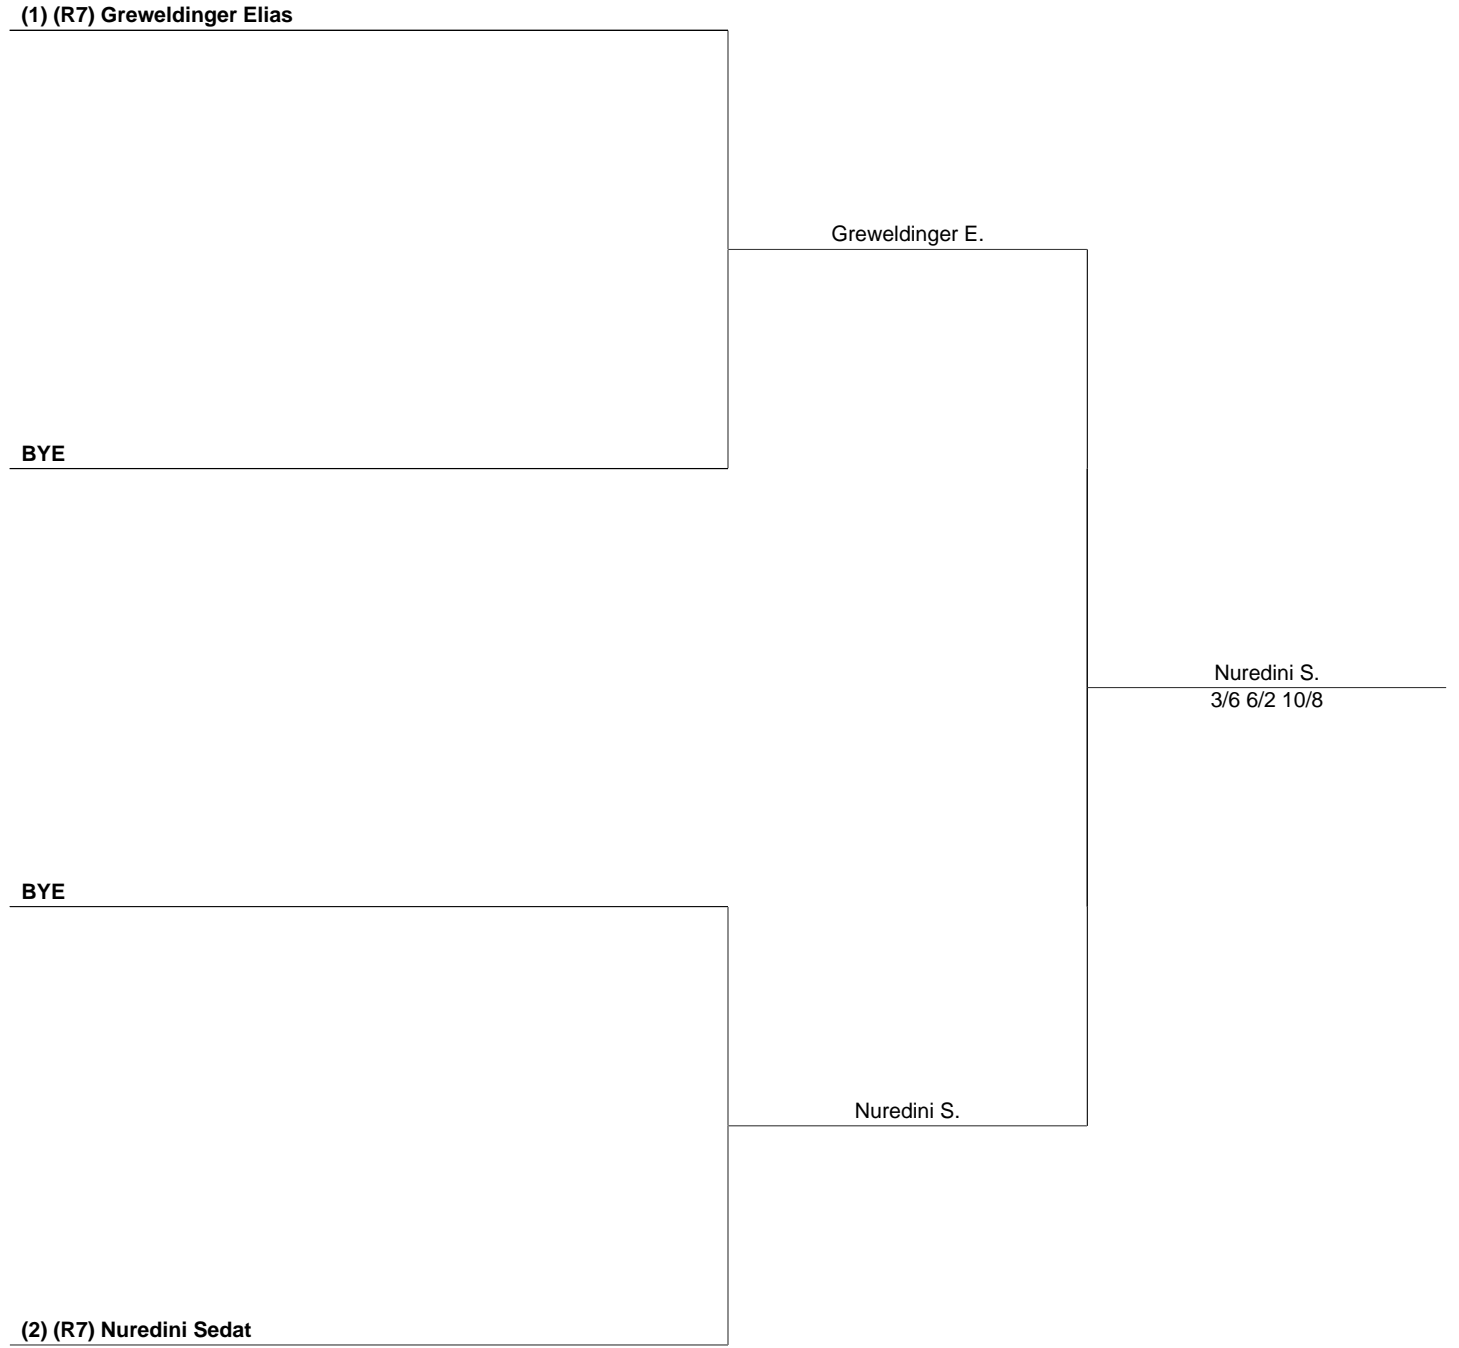 (1) (R7) Greweldinger Elias
Greweldinger E.
BYE
Nuredini S.
3/6 6/2 10/8
BYE
Nuredini S.
(2) (R7) Nuredini Sedat